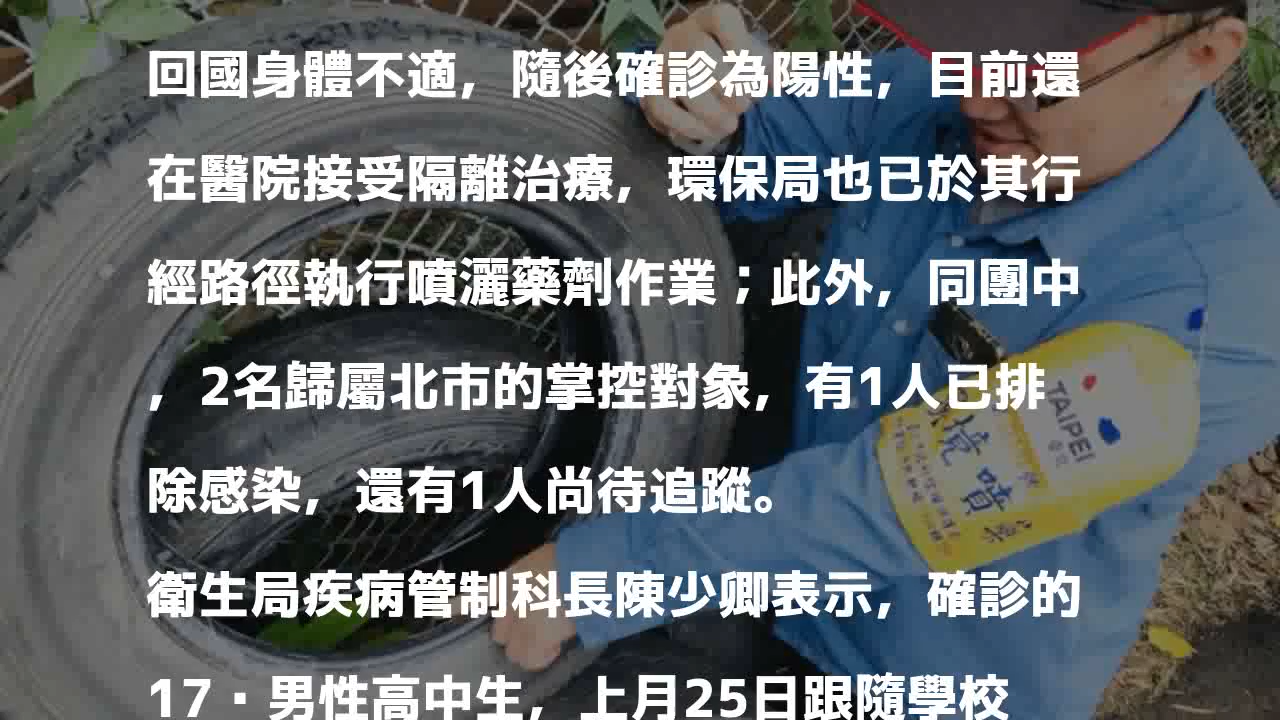 回國身體不適，隨後確診為陽性，目前還
在醫院接受隔離治療，環保局也已於其行
經路徑執行噴灑藥劑作業；此外，同團中
，2名歸屬北市的掌控對象，有1人已排
除感染，還有1人尚待追蹤。
衛生局疾病管制科長陳少卿表示，確診的
17·男性高中生，上月25日跟隨學校
TAIPEI
臺北
境噴